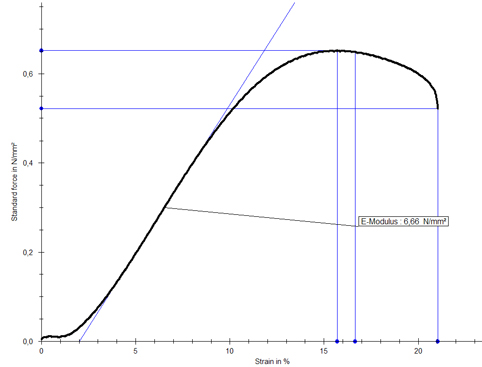 Standard force in N/mm²
0,6
0,4
0,2
0,0
E-Modulus : 6,66 N/mm²
0 5 10 15 20
Strain in %